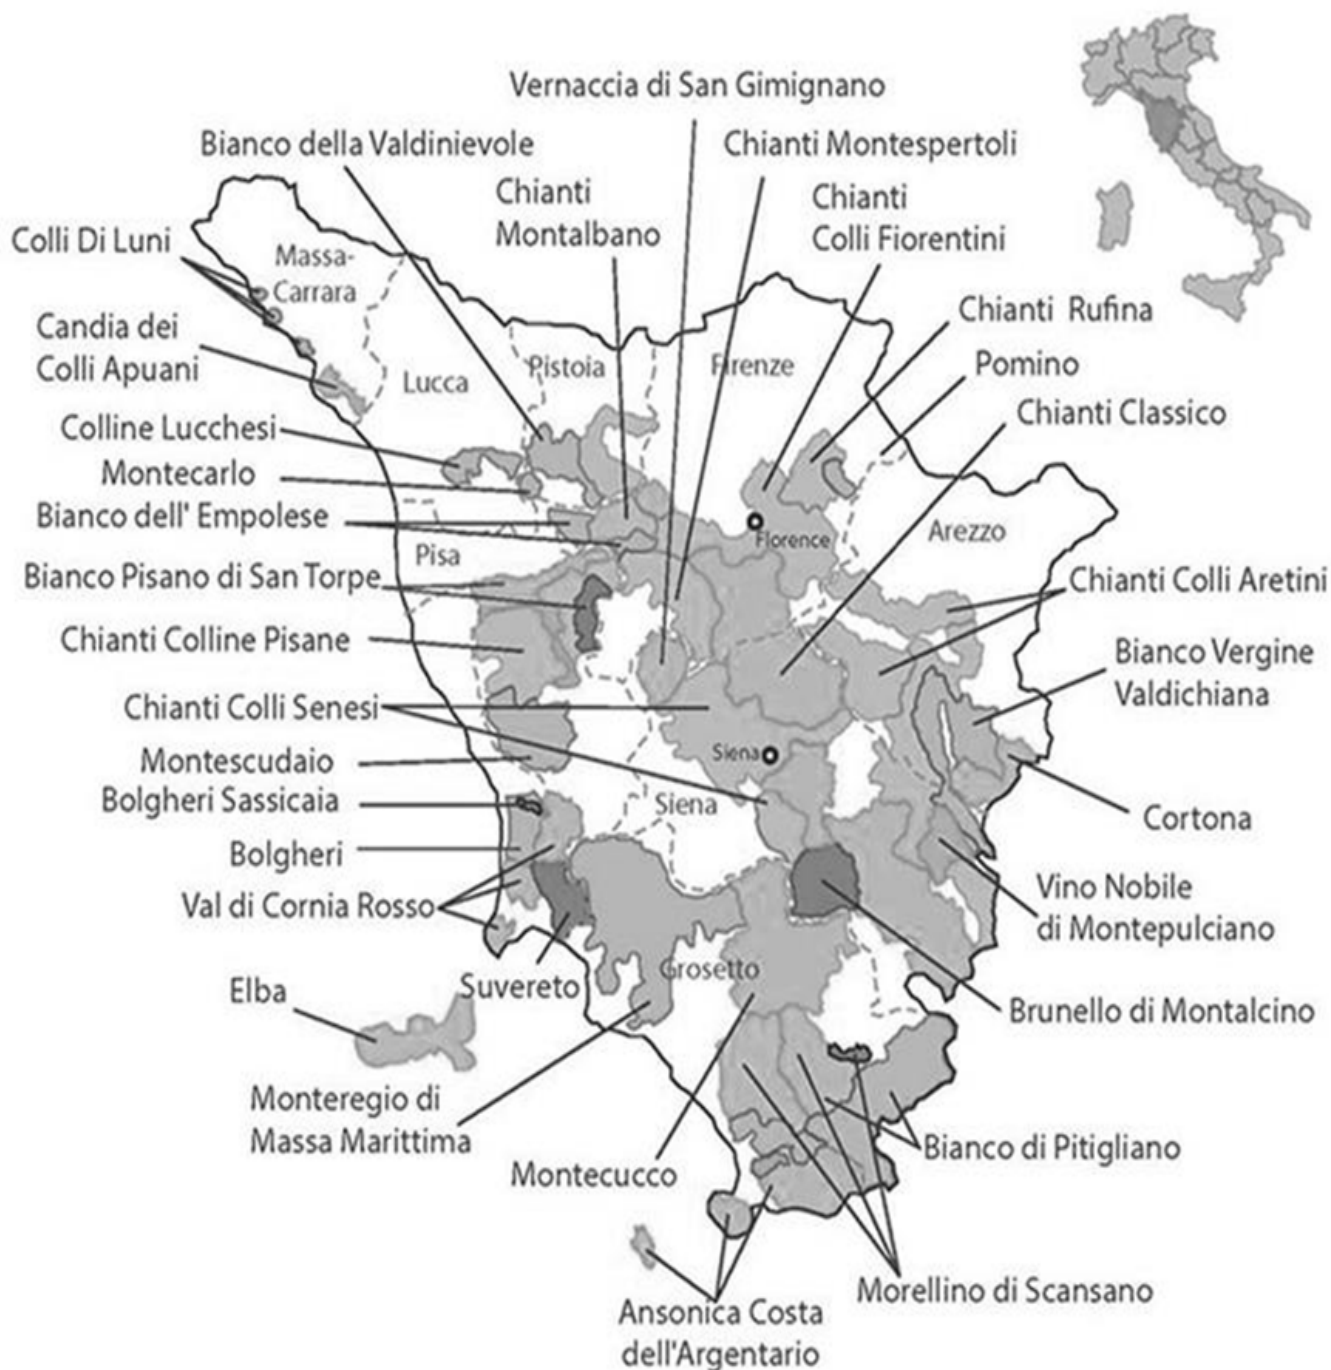 Vernaccia di San Gimignano
Bianco della Valdinievole
Chianti Montespertoli
Chianti
Montalbano
Chianti
Colli Fiorentini
Colli Di Luni
Massa-
Carrara
Candia dei
Colli Apuani
Chianti Rufina
Pistoia
Firenze
Pomino
Lucca
Chianti Classico
Colline Lucchesi
Montecarlo
Bianco dell' Empolese
Florence
Arezzo
Pisa
Bianco Pisano di San Torpe
Chianti Colli Aretini
Chianti Colline Pisane
Bianco Vergine
Valdichiana
Chianti Colli Senesi
Siena
Montescudaio
Bolgheri Sassicaia
Siena
Cortona
Bolgheri
Val di Cornia Rosso
Vino Nobile
di Montepulciano
Grosetto
Suvereto
Elba
Brunello di Montalcino
Monteregio di
Massa Marittima
Bianco di Pitigliano
Montecucco
Morellino di Scansano
Ansonica Costa
dell'Argentario